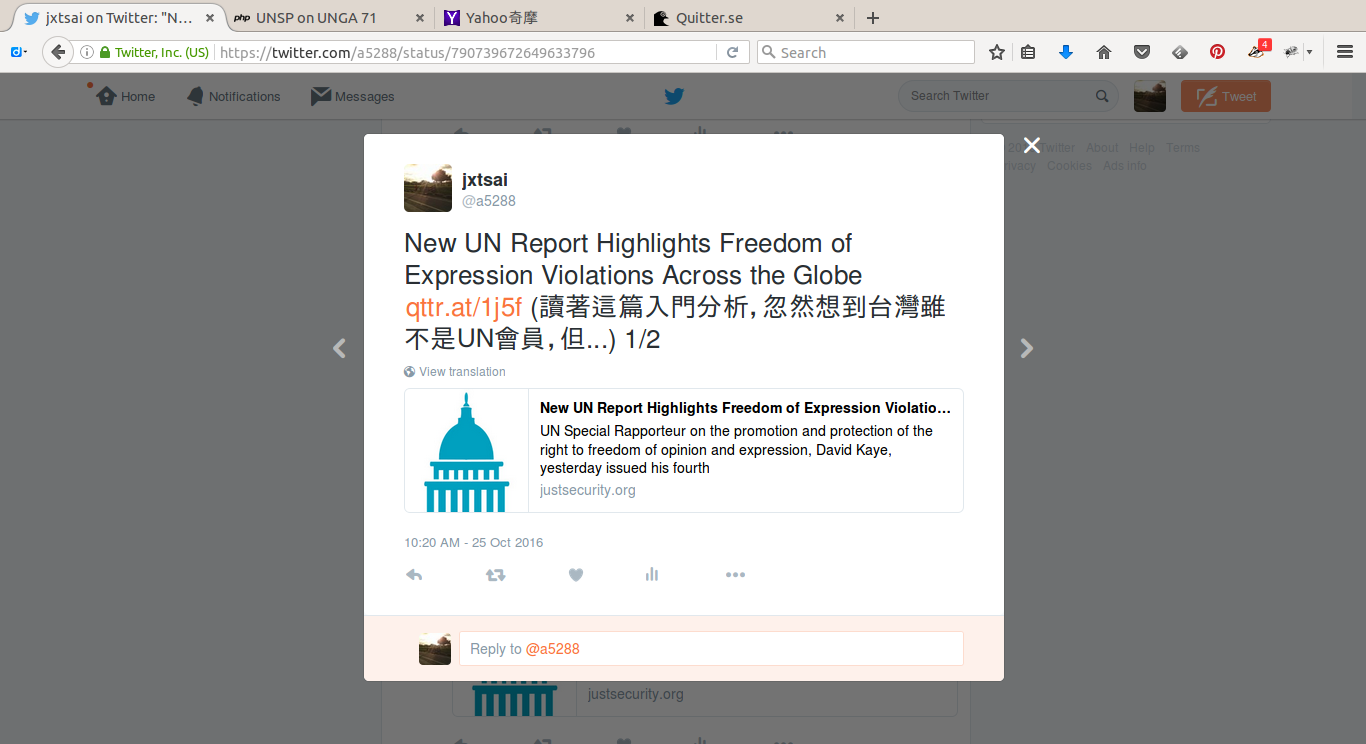 jxtsai on Twitter: "N...
php UNSP on UNGA 71
Yahoo奇摩
Quitter.se
Twitter, Inc. (US)
https://twitter.com/a5288/status/790739672649633796
Search
4
Home
Notifications
Messages
Search Twitter
Tweet
Twitter About Help Terms
Cookies Ads info
jxtsai
@a5288
New UN Report Highlights Freedom of
Expression Violations Across the Globe
qttr.at/1j5f (讀著這篇入門分析, 忽然想到台灣雖
不是UN會員, 但...) 1/2
View translation
New UN Report Highlights Freedom of Expression Violatio...
UN Special Rapporteur on the promotion and protection of the
right to freedom of opinion and expression, David Kaye,
yesterday issued his fourth
justsecurity.org
10:20 AM - 25 Oct 2016
Reply to @a5288
justsecurity.org